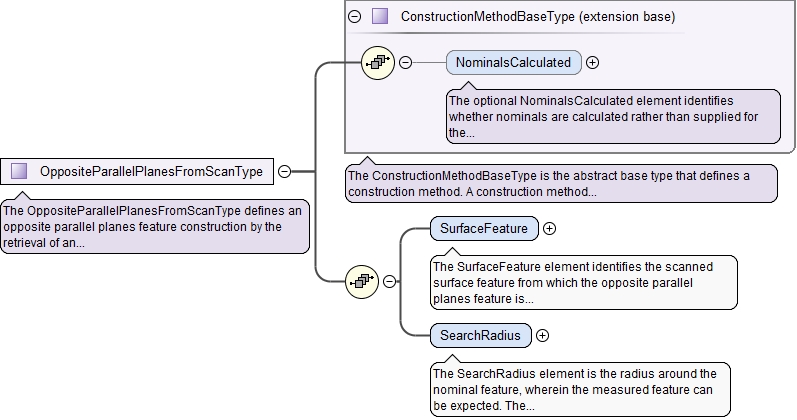 ConstructionMethodBaseType (extension base)
NominalsCalculated
The optional NominalsCalculated element identifies
whether nominals are calculated rather than supplied for
the...
OppositeParallelPlanesFromScanType
The ConstructionMethodBaseType is the abstract base type that defines a
construction method. A construction method...
The OppositeParallelPlanesFromScanType defines an
opposite parallel planes feature construction by the
retrieval of an...
SurfaceFeature
The SurfaceFeature element identifies the scanned
surface feature from which the opposite parallel
planes feature is...
SearchRadius
The SearchRadius element is the radius around the
nominal feature, wherein the measured feature can
be expected. The...